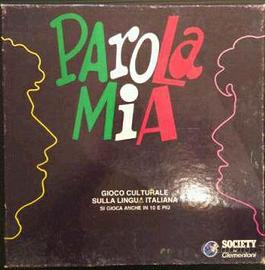 PARoLa
MiA
GIOCO CULTURALE
SULLA LINGUA ITALIANA
SI GIOCA ANCHE IN 10 E PIÙ
SOCIETY
Clementoni